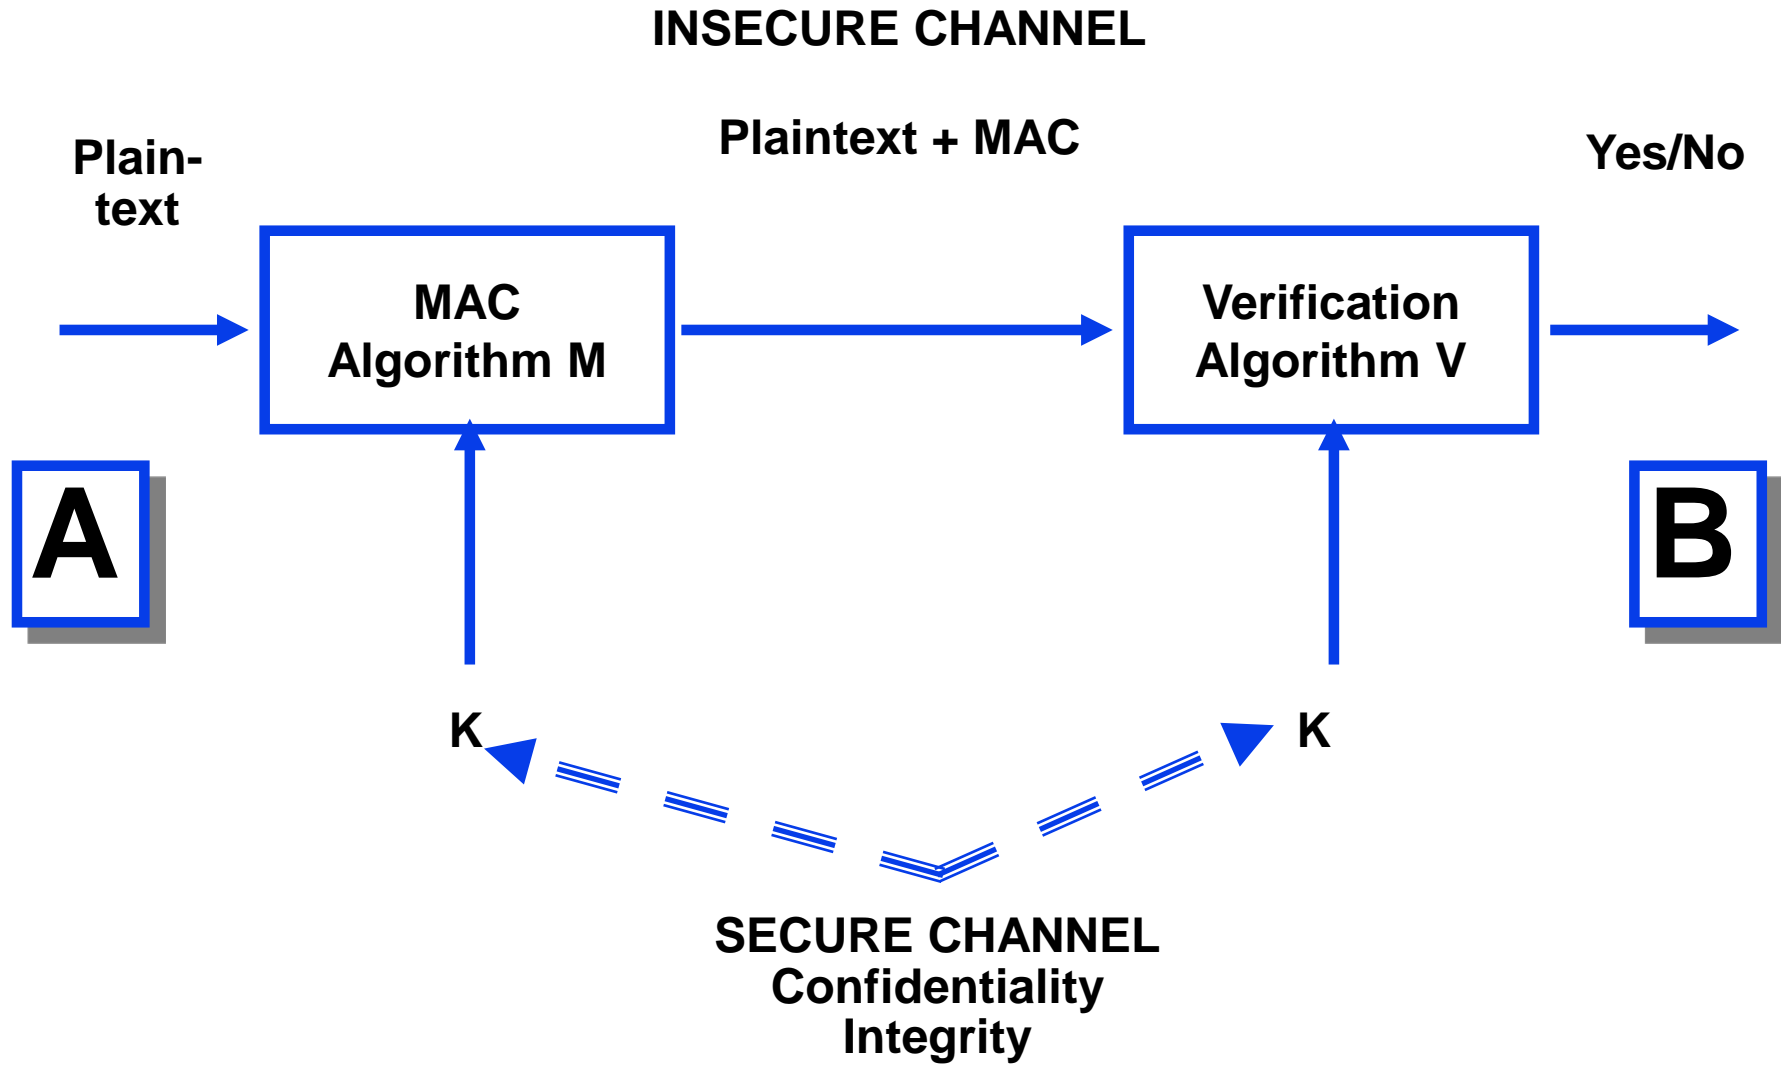 INSECURE CHANNEL
Plaintext + MAC
Plain-
text
Yes/No
MAC
Algorithm M
Verification
Algorithm V
A
B
K
K
SECURE CHANNEL
Confidentiality
Integrity